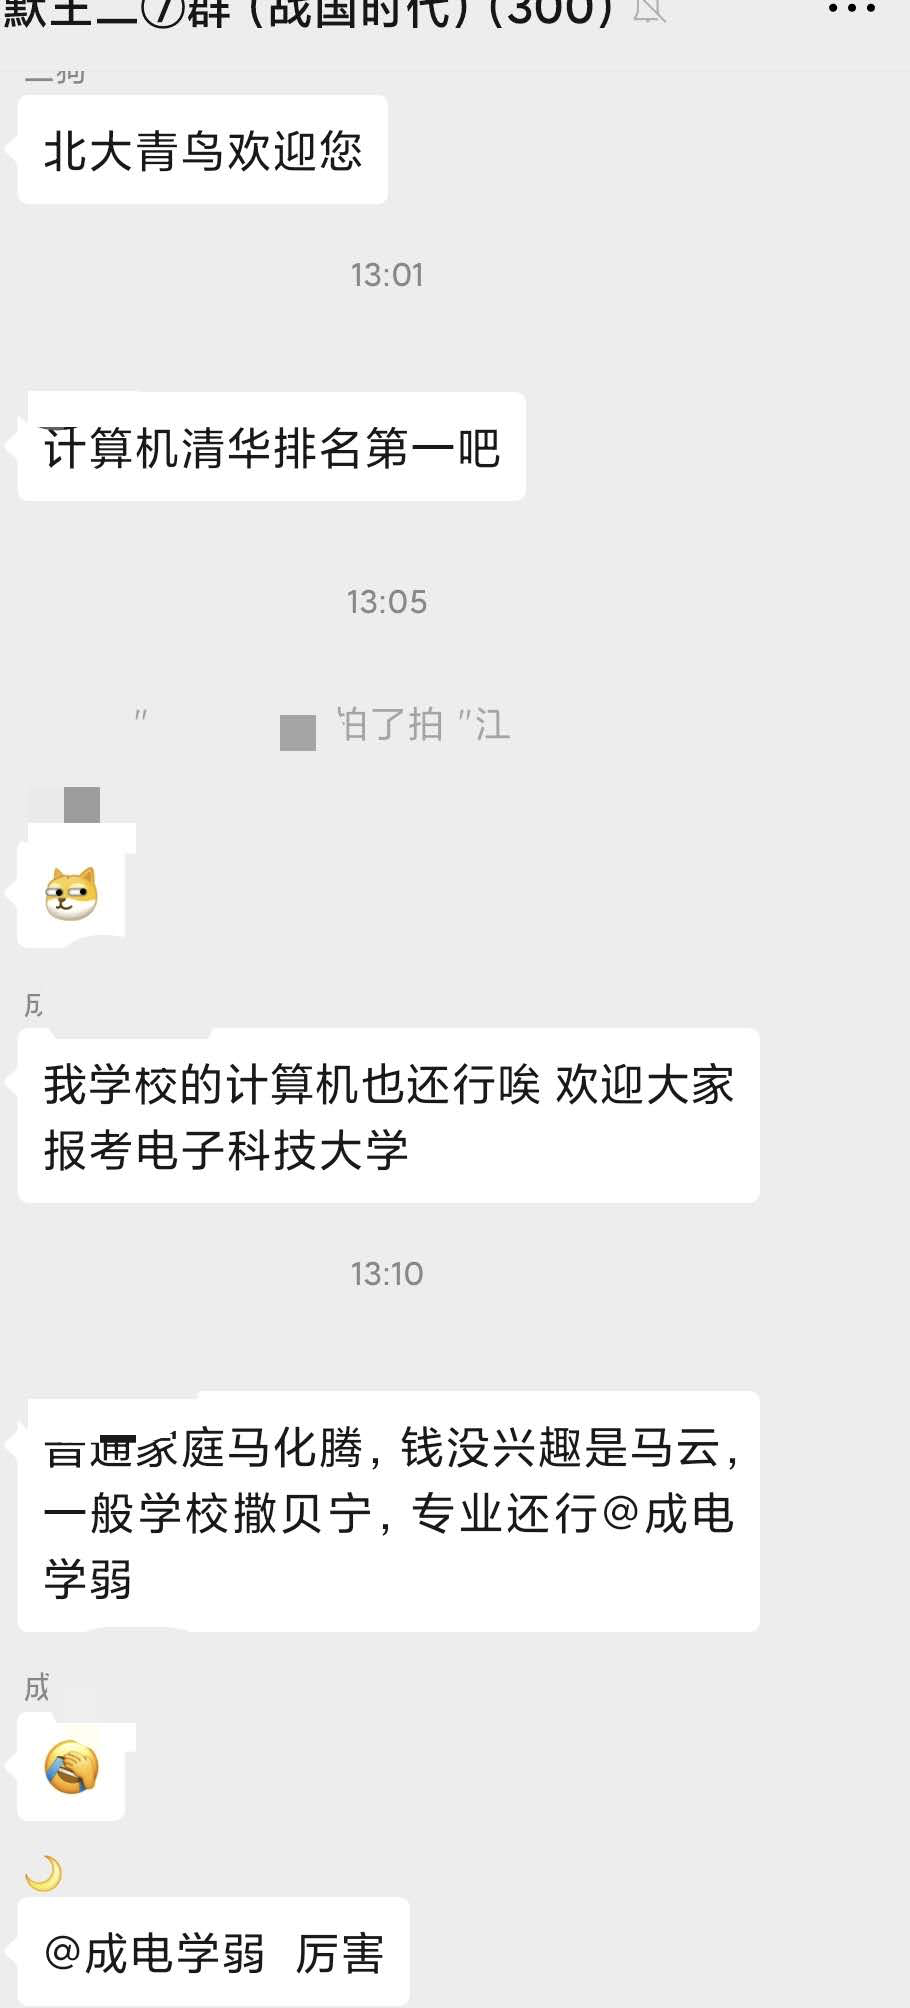 默王二⑦群（战国时代）(300)
二狗
北大青鸟欢迎您
13:01
计算机清华排名第一吧
13:05
" 拍了拍 "江
我学校的计算机也还行唉 欢迎大家
报考电子科技大学
13:10
普通家庭马化腾，钱没兴趣是马云，
一般学校撒贝宁，专业还行@成电
学弱
成
@成电学弱 厉害